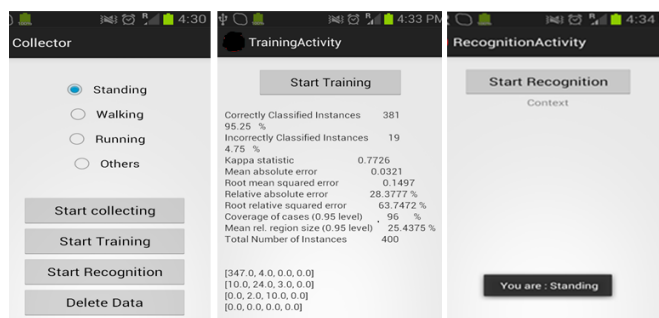 4:30
Collector
Standing
Walking
Running
Others
Start collecting
Start Training
Start Recognition
Delete Data
R
4:33 PM
TrainingActivity
Start Training
Correctly Classified Instances 381
95.25 %
Incorrectly Classified Instances 19
4.75 %
Kappa statistic 0.7726
Mean absolute error 0.0321
Root mean squared error 0.1497
Relative absolute error 28.3777 %
Root relative squared error 63.7472 %
Coverage of cases (0.95 level) 96 %
Mean rel. region size (0.95 level) 25.4375 %
Total Number of Instances 400
[347.0, 4.0, 0.0, 0.0]
[10.0, 24.0, 3.0, 0.0]
[0.0, 2.0, 10.0, 0.0]
[0.0, 0.0, 0.0, 0.0]
R 4:34
RecognitionActivity
Start Recognition
Context
You are : Standing